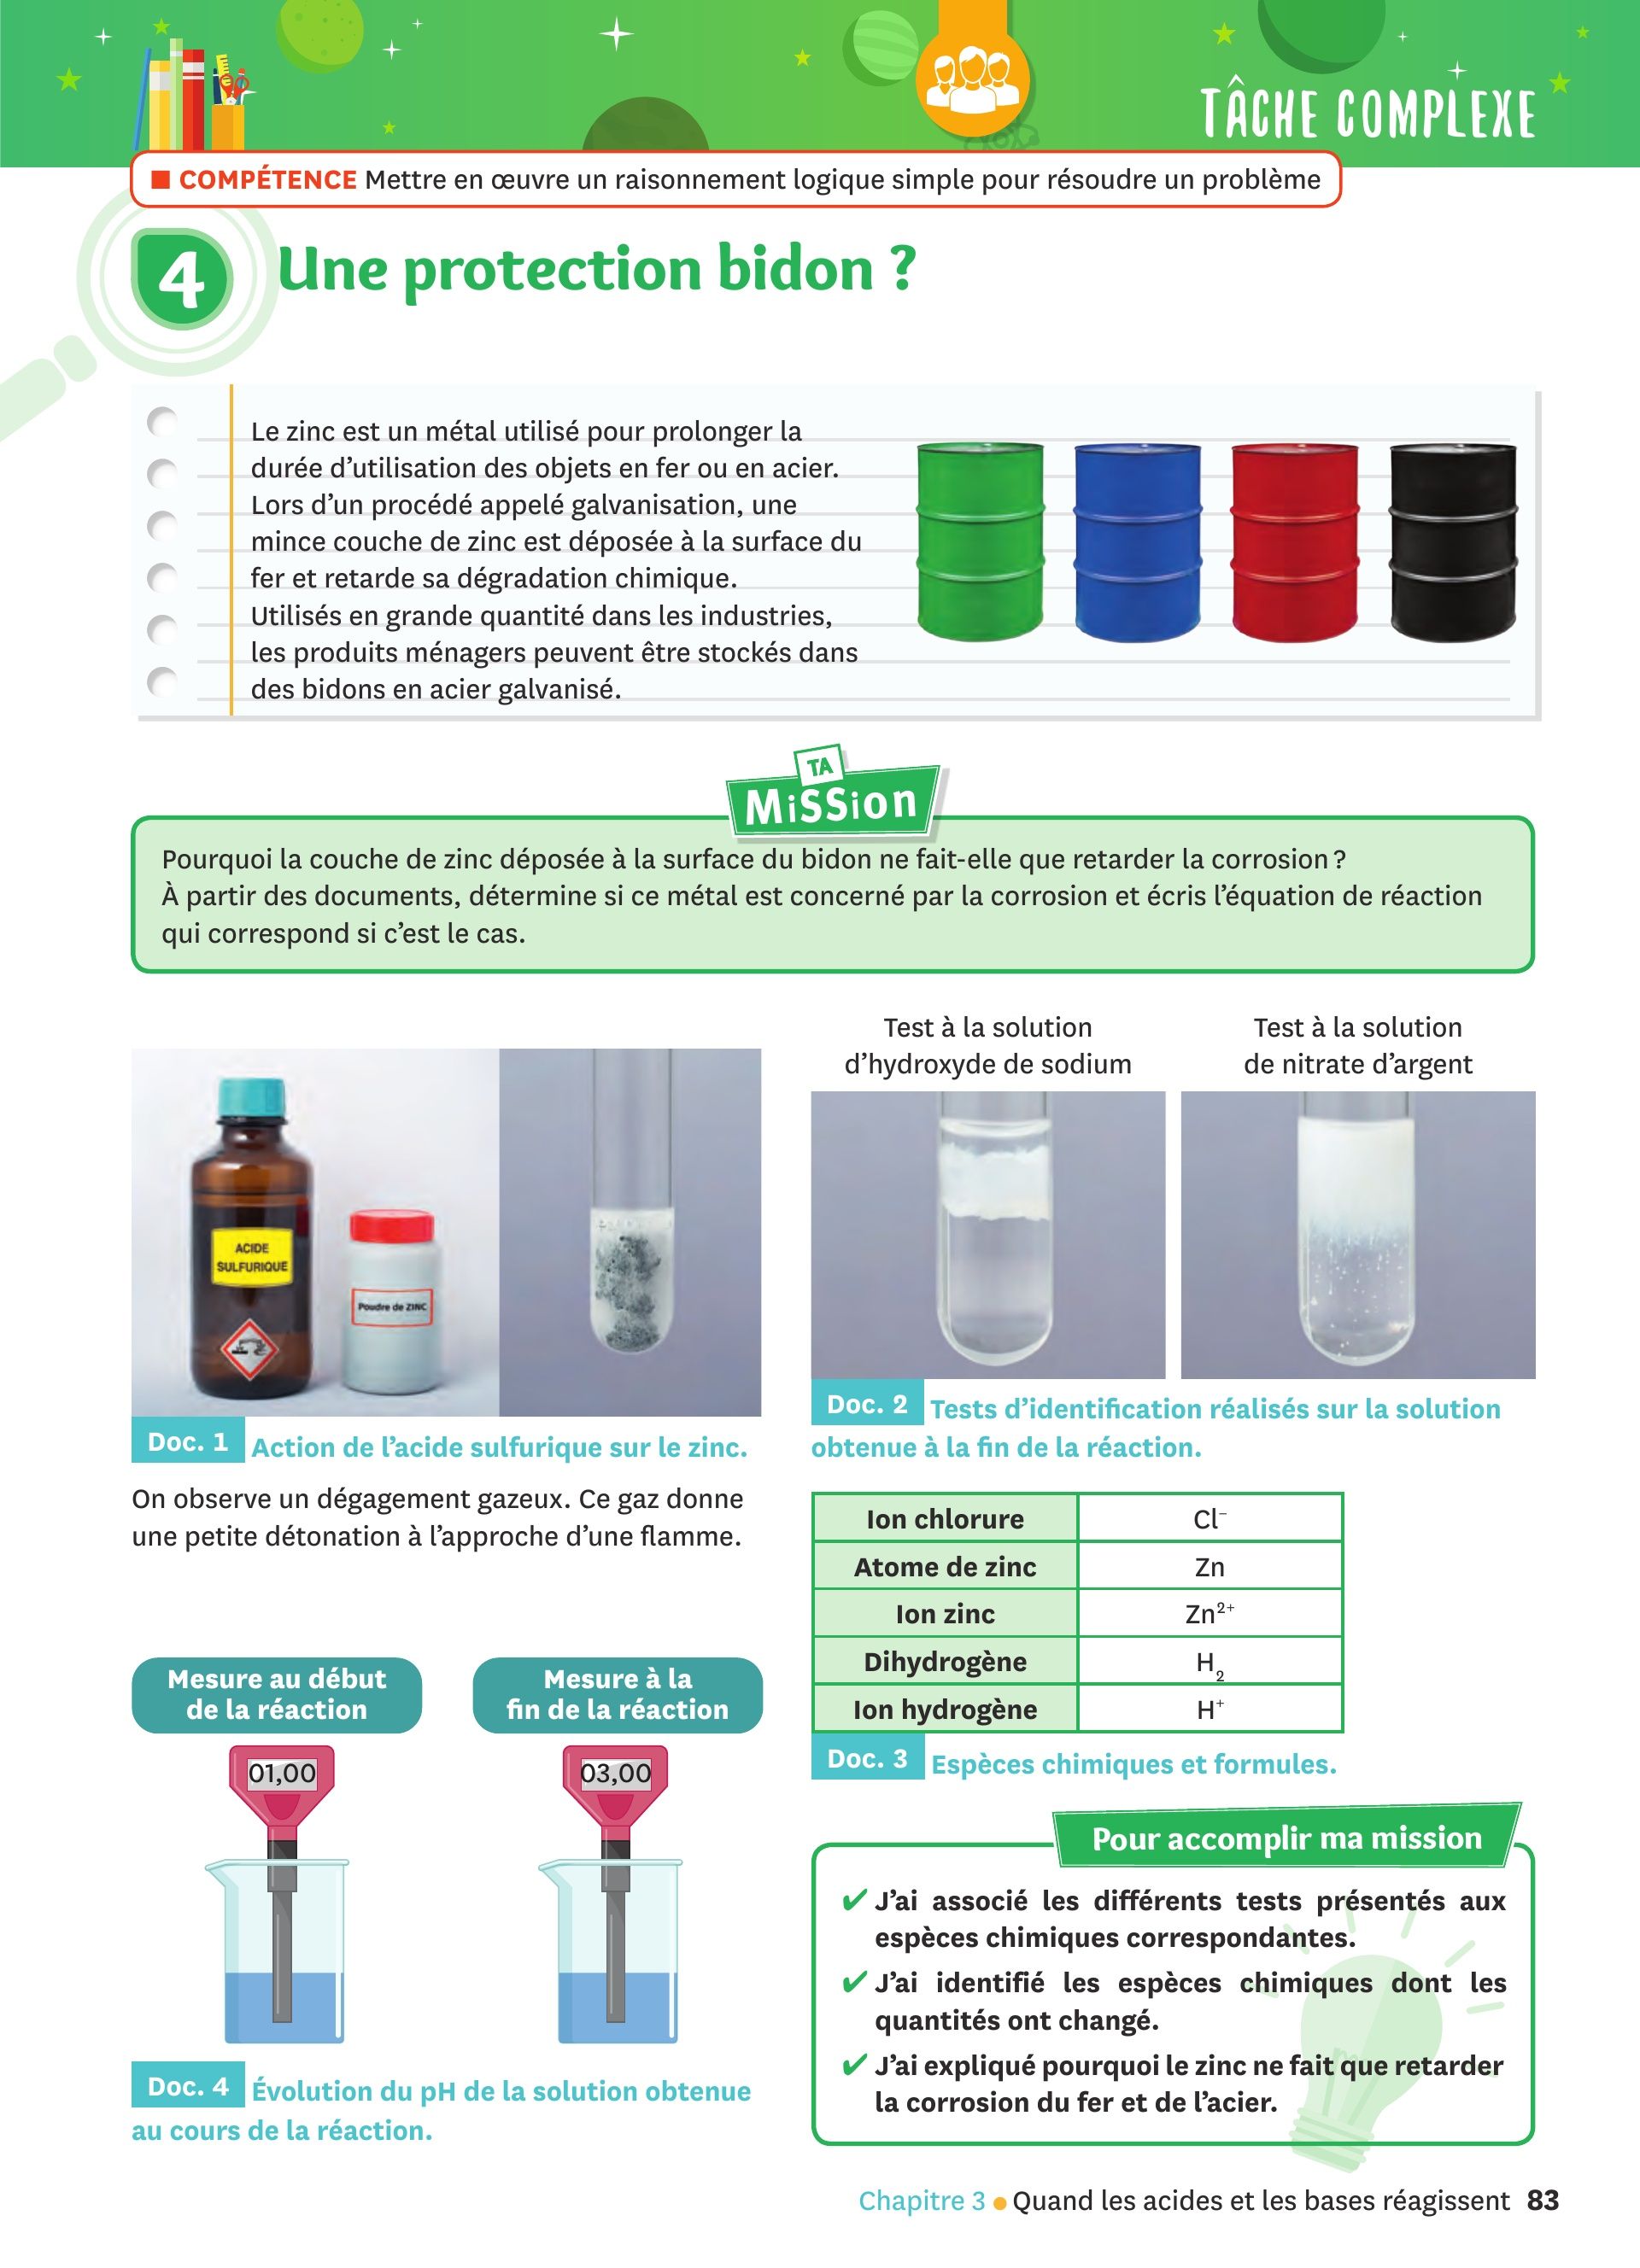 TÂCHE COMPLEXE
■ COMPÉTENCE Mettre en œuvre un raisonnement logique simple pour résoudre un problème
4 Une protection bidon ?
Le zinc est un métal utilisé pour prolonger la
durée d'utilisation des objets en fer ou en acier.
Lors d'un procédé appelé galvanisation, une
mince couche de zinc est déposée à la surface du
fer et retarde sa dégradation chimique.
Utilisés en grande quantité dans les industries,
les produits ménagers peuvent être stockés dans
des bidons en acier galvanisé.
TA
MiSSion
Pourquoi la couche de zinc déposée à la surface du bidon ne fait-elle que retarder la corrosion ?
À partir des documents, détermine si ce métal est concerné par la corrosion et écris l'équation de réaction
qui correspond si c'est le cas.
ACIDE
SULFURIQUE
Poudre de ZINC
Doc. 1 Action de l'acide sulfurique sur le zinc.
On observe un dégagement gazeux. Ce gaz donne
une petite détonation à l'approche d'une flamme.
Test à la solution
d'hydroxyde de sodium
Test à la solution
de nitrate d'argent
Doc. 2 Tests d'identification réalisés sur la solution
obtenue à la fin de la réaction.
Ion chlorure Cl⁻
Atome de zinc Zn
Ion zinc Zn²⁺
Dihydrogène H₂
Ion hydrogène H⁺
Doc. 3 Espèces chimiques et formules.
Mesure au début
de la réaction
Mesure à la
fin de la réaction
01,00
03,00
Doc. 4 Évolution du pH de la solution obtenue
au cours de la réaction.
Pour accomplir ma mission
✔ J'ai associé les différents tests présentés aux
espèces chimiques correspondantes.
✔ J'ai identifié les espèces chimiques dont les
quantités ont changé.
✔ J'ai expliqué pourquoi le zinc ne fait que retarder
la corrosion du fer et de l'acier.
Chapitre 3 ● Quand les acides et les bases réagissent 83